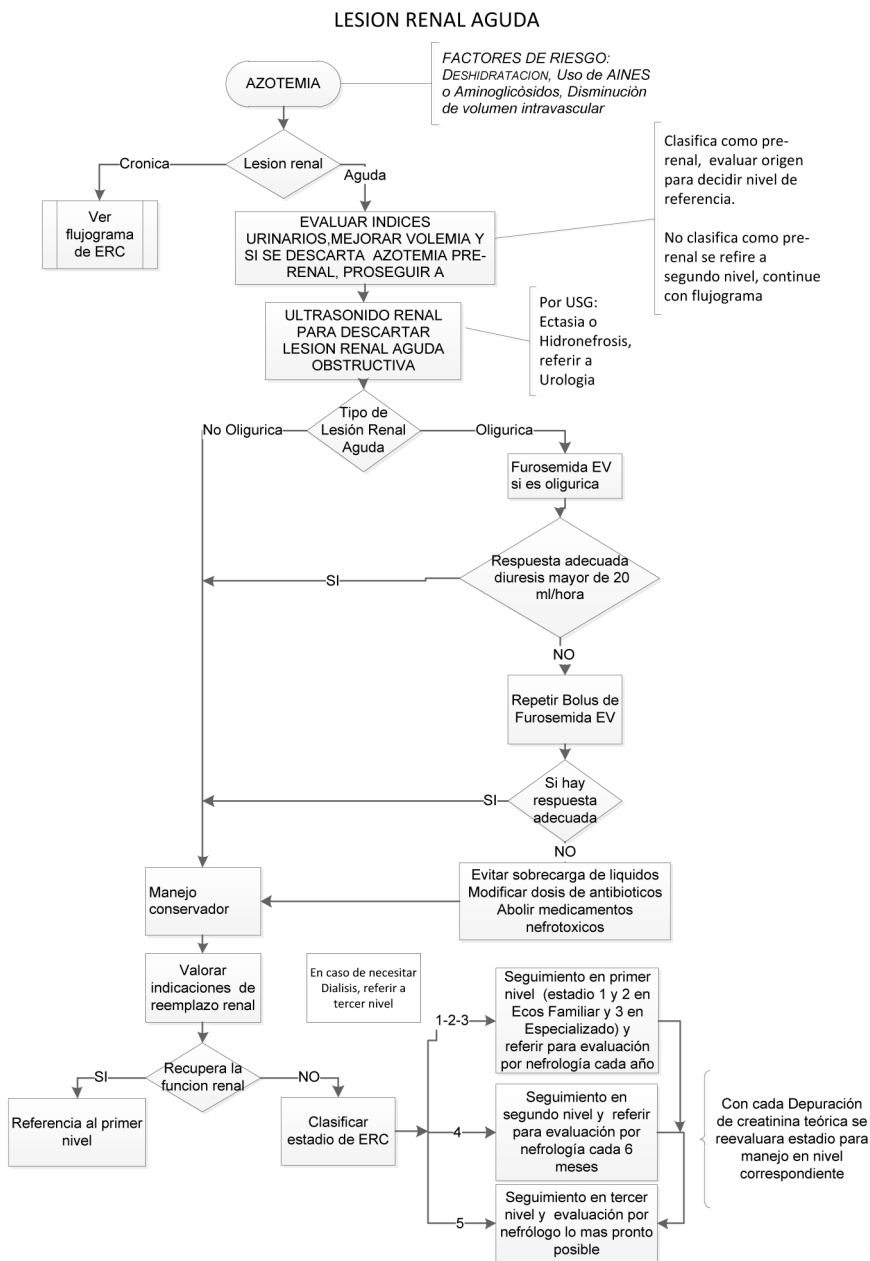 LESION RENAL AGUDA
AZOTEMIA
FACTORES DE RIESGO:
DESHIDRATACION, Uso de AINES
o Aminoglicòsidos, Disminuciòn
de volumen intravascular
Lesion renal
Cronica
Aguda
Ver
flujograma
de ERC
EVALUAR INDICES
URINARIOS,MEJORAR VOLEMIA Y
SI SE DESCARTA AZOTEMIA PRE-
RENAL, PROSEGUIR A
Clasifica como pre-
renal, evaluar origen
para decidir nivel de
referencia.
No clasifica como pre-
renal se refire a
segundo nivel, continue
con flujograma
ULTRASONIDO RENAL
PARA DESCARTAR
LESION RENAL AGUDA
OBSTRUCTIVA
Por USG:
Ectasia o
Hidronefrosis,
referir a
Urologia
Tipo de
Lesión Renal
Aguda
No Oligurica
Oligurica
Furosemida EV
si es oligurica
Respuesta adecuada
diuresis mayor de 20
ml/hora
SI
NO
Repetir Bolus de
Furosemida EV
Si hay
respuesta
adecuada
SI
NO
Evitar sobrecarga de liquidos
Modificar dosis de antibioticos
Abolir medicamentos
nefrotoxicos
Manejo
conservador
Valorar
indicaciones de
reemplazo renal
En caso de necesitar
Dialisis, referir a
tercer nivel
Recupera la
funcion renal
SI
NO
Referencia al primer
nivel
Clasificar
estadio de ERC
1-2-3
Seguimiento en primer
nivel (estadio 1 y 2 en
Ecos Familiar y 3 en
Especializado) y
referir para evaluación
por nefrología cada año
4
Seguimiento en
segundo nivel y referir
para evaluación por
nefrología cada 6
meses
5
Seguimiento en tercer
nivel y evaluación por
nefrólogo lo mas pronto
posible
Con cada Depuración
de creatinina teórica se
reevaluara estadio para
manejo en nivel
correspondiente